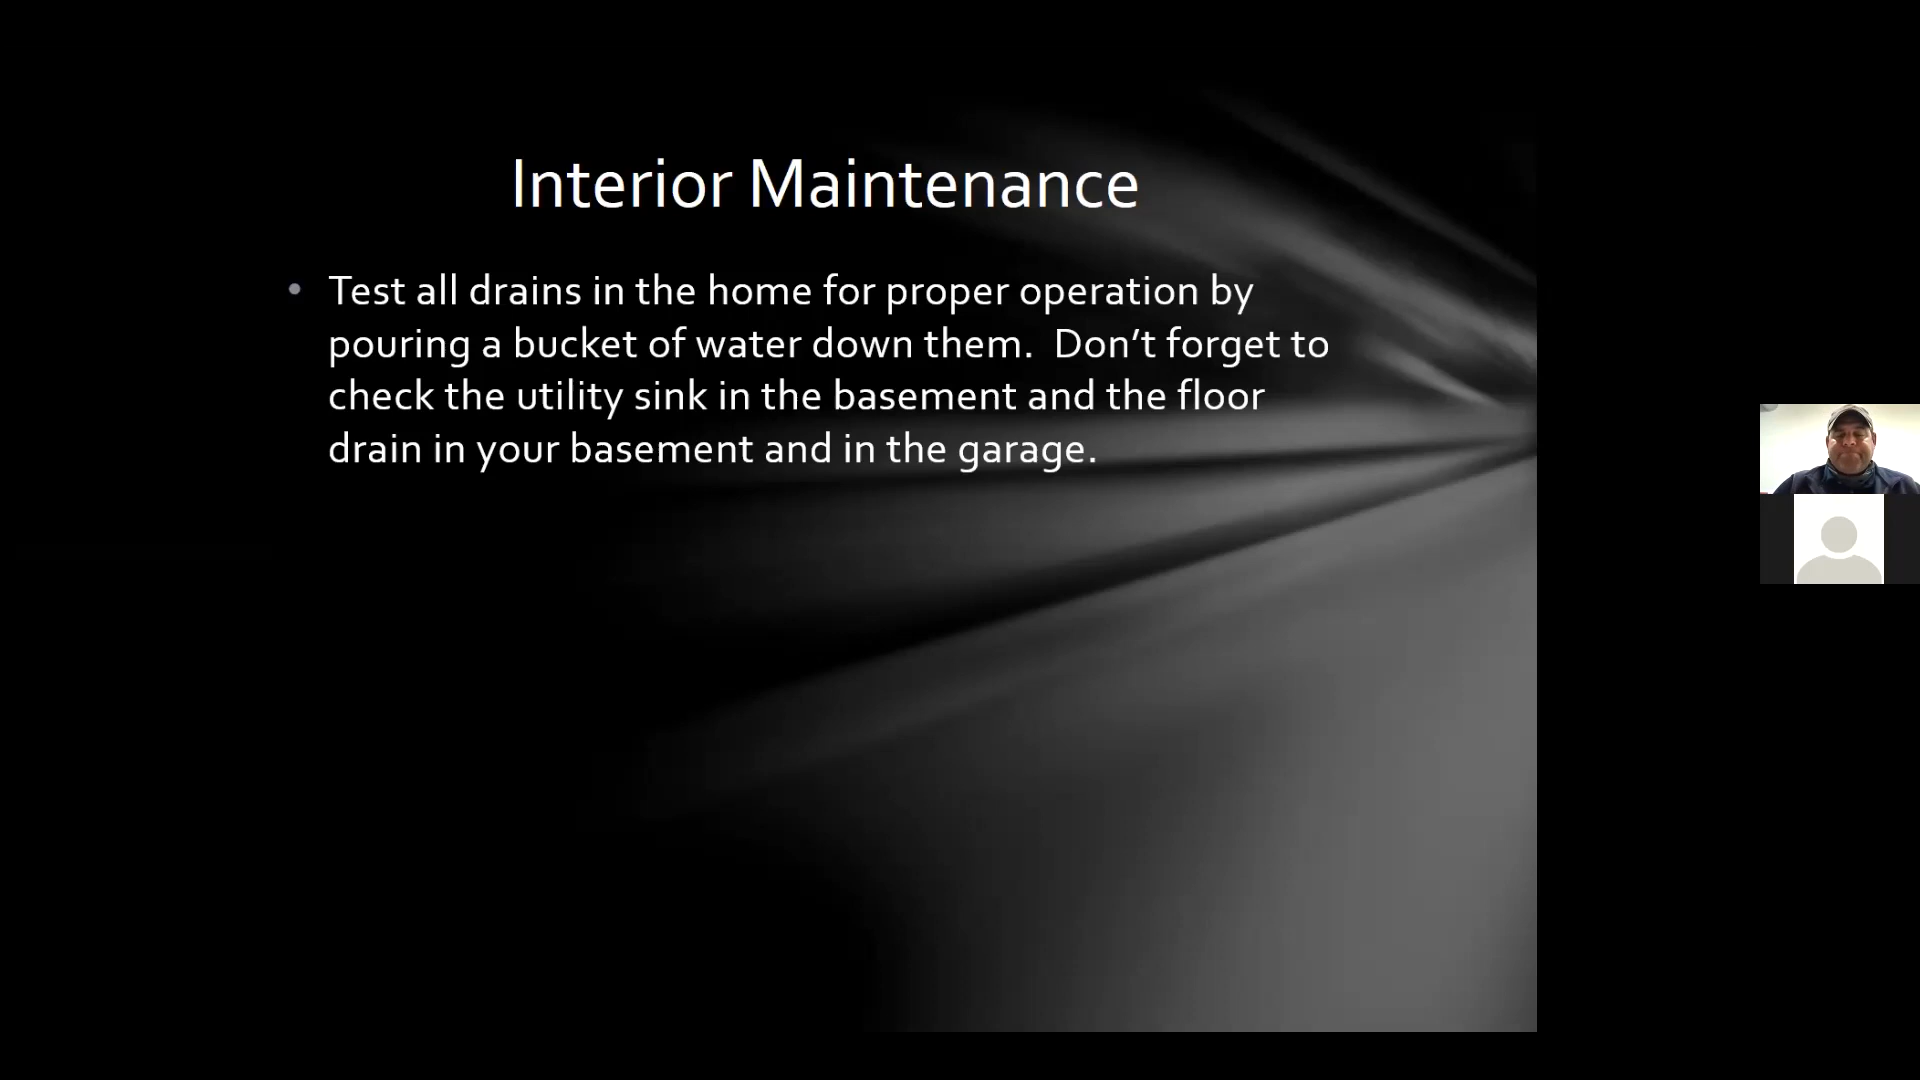 Interior Maintenance
• Test all drains in the home for proper operation by
pouring a bucket of water down them.  Don’t forget to
check the utility sink in the basement and the floor
drain in your basement and in the garage.